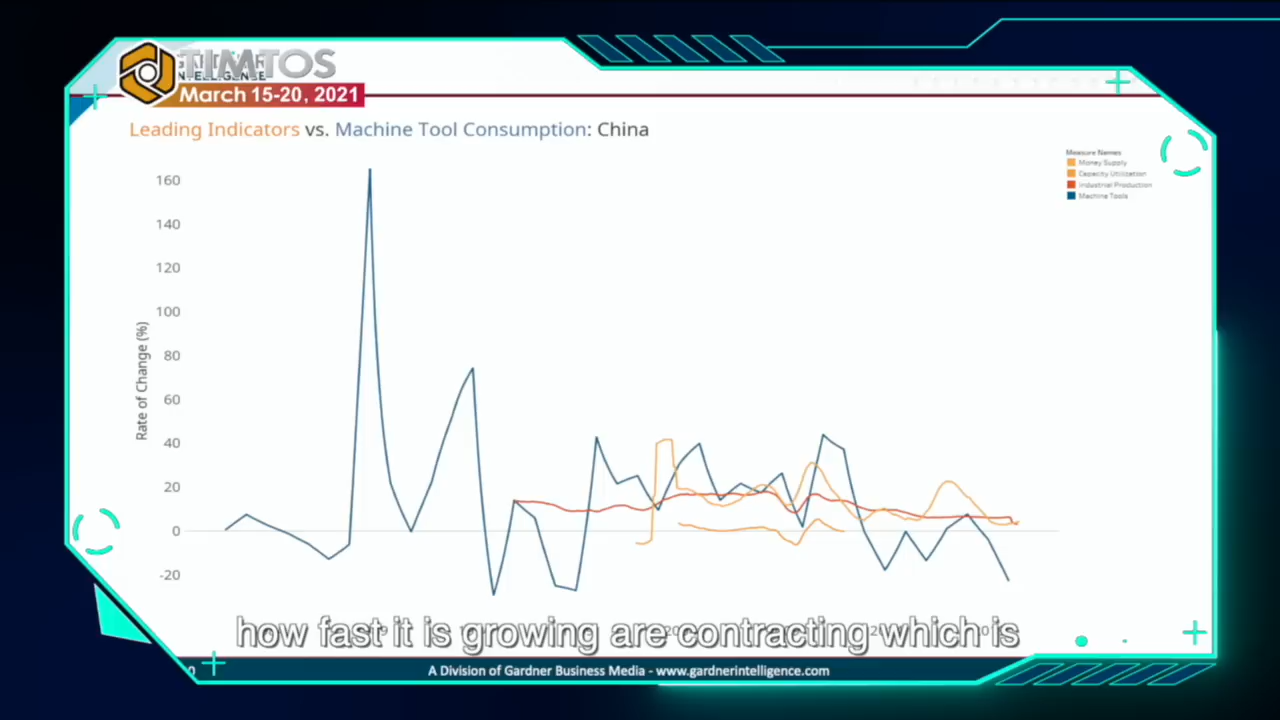 TIMTOS
March 15-20, 2021
Leading Indicators vs. Machine Tool Consumption: China
Measure Names
Money Supply
Capacity Utilization
Industrial Production
Machine Tools
160
140
120
100
80
60
40
20
0
-20
Rate of Change (%)
how fast it is growing are contracting which is
A Division of Gardner Business Media - www.gardnerintelligence.com